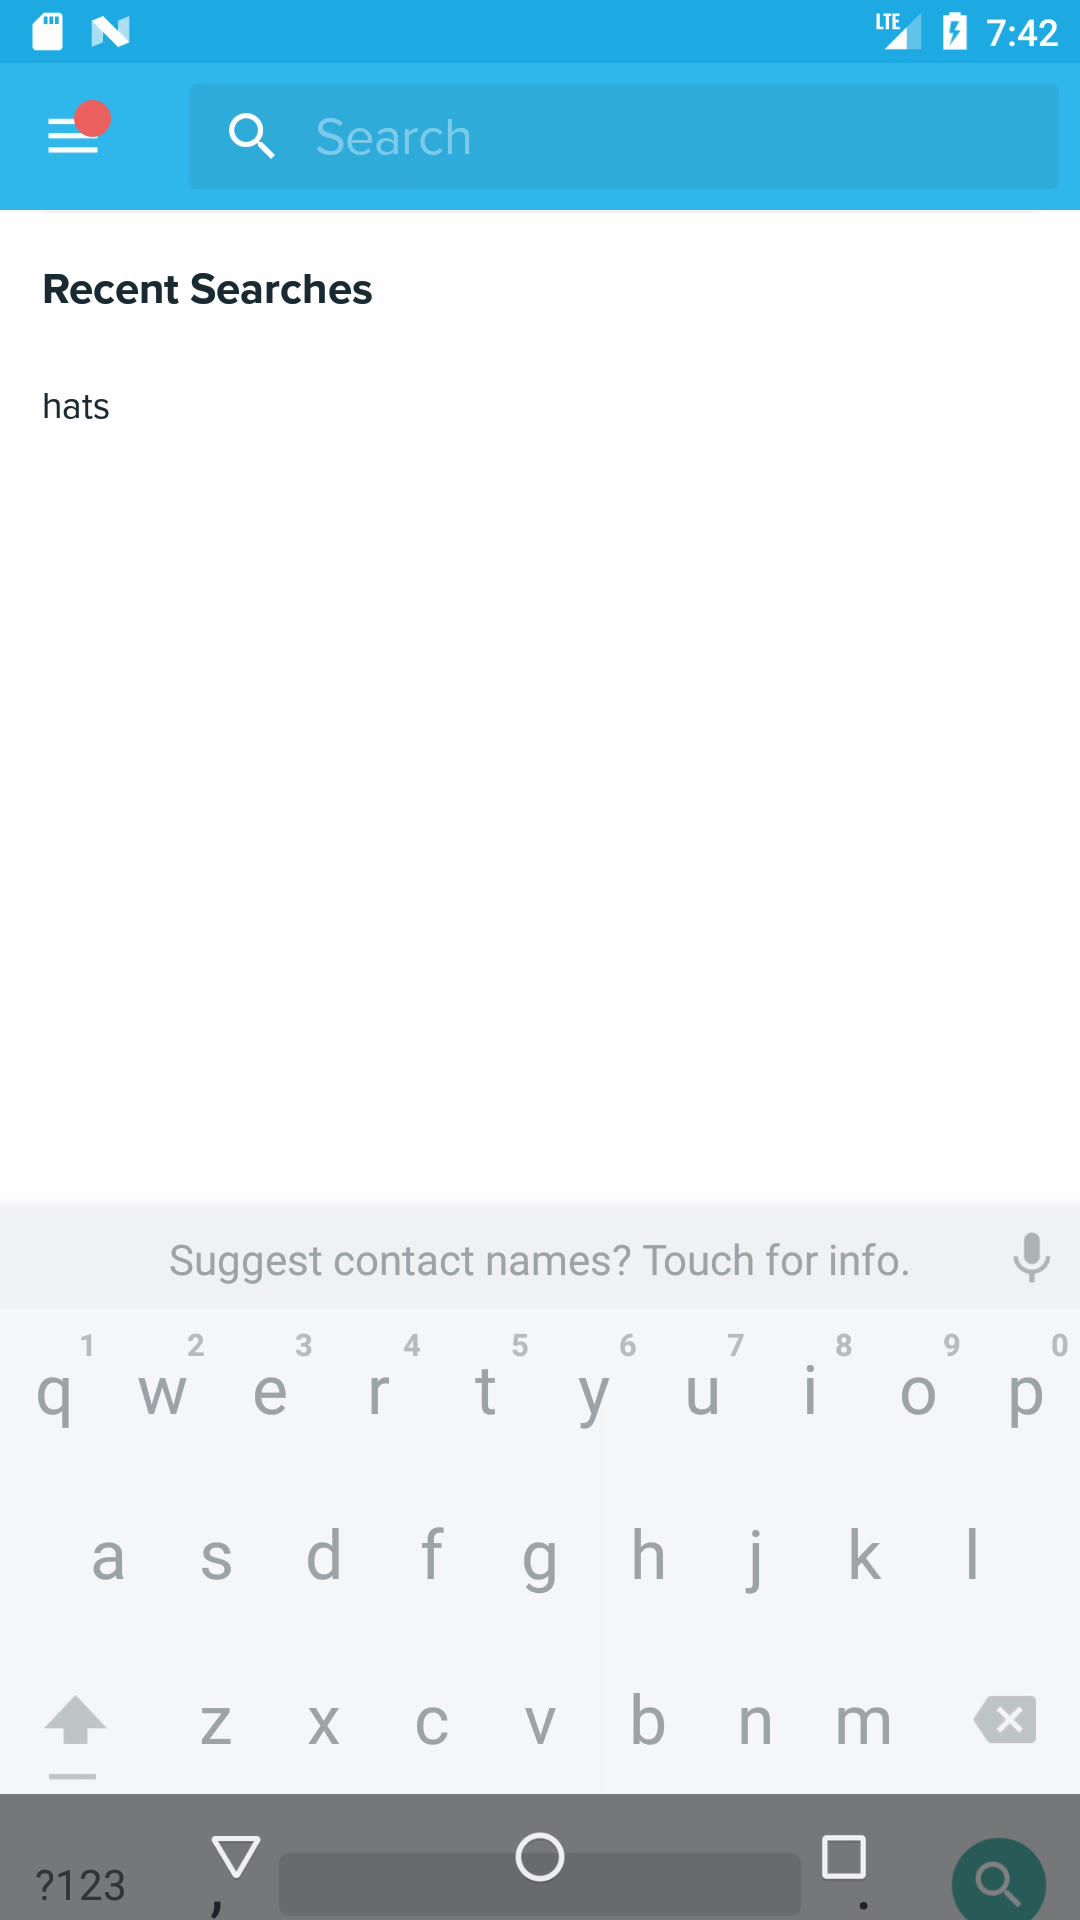 LTE 7:42
Search
Recent Searches
hats
Suggest contact names? Touch for info.
1 2 3 4 5 6 7 8 9 0
q w e r t y u i o p
a s d f g h j k l
z x c v b n m
?123 , .